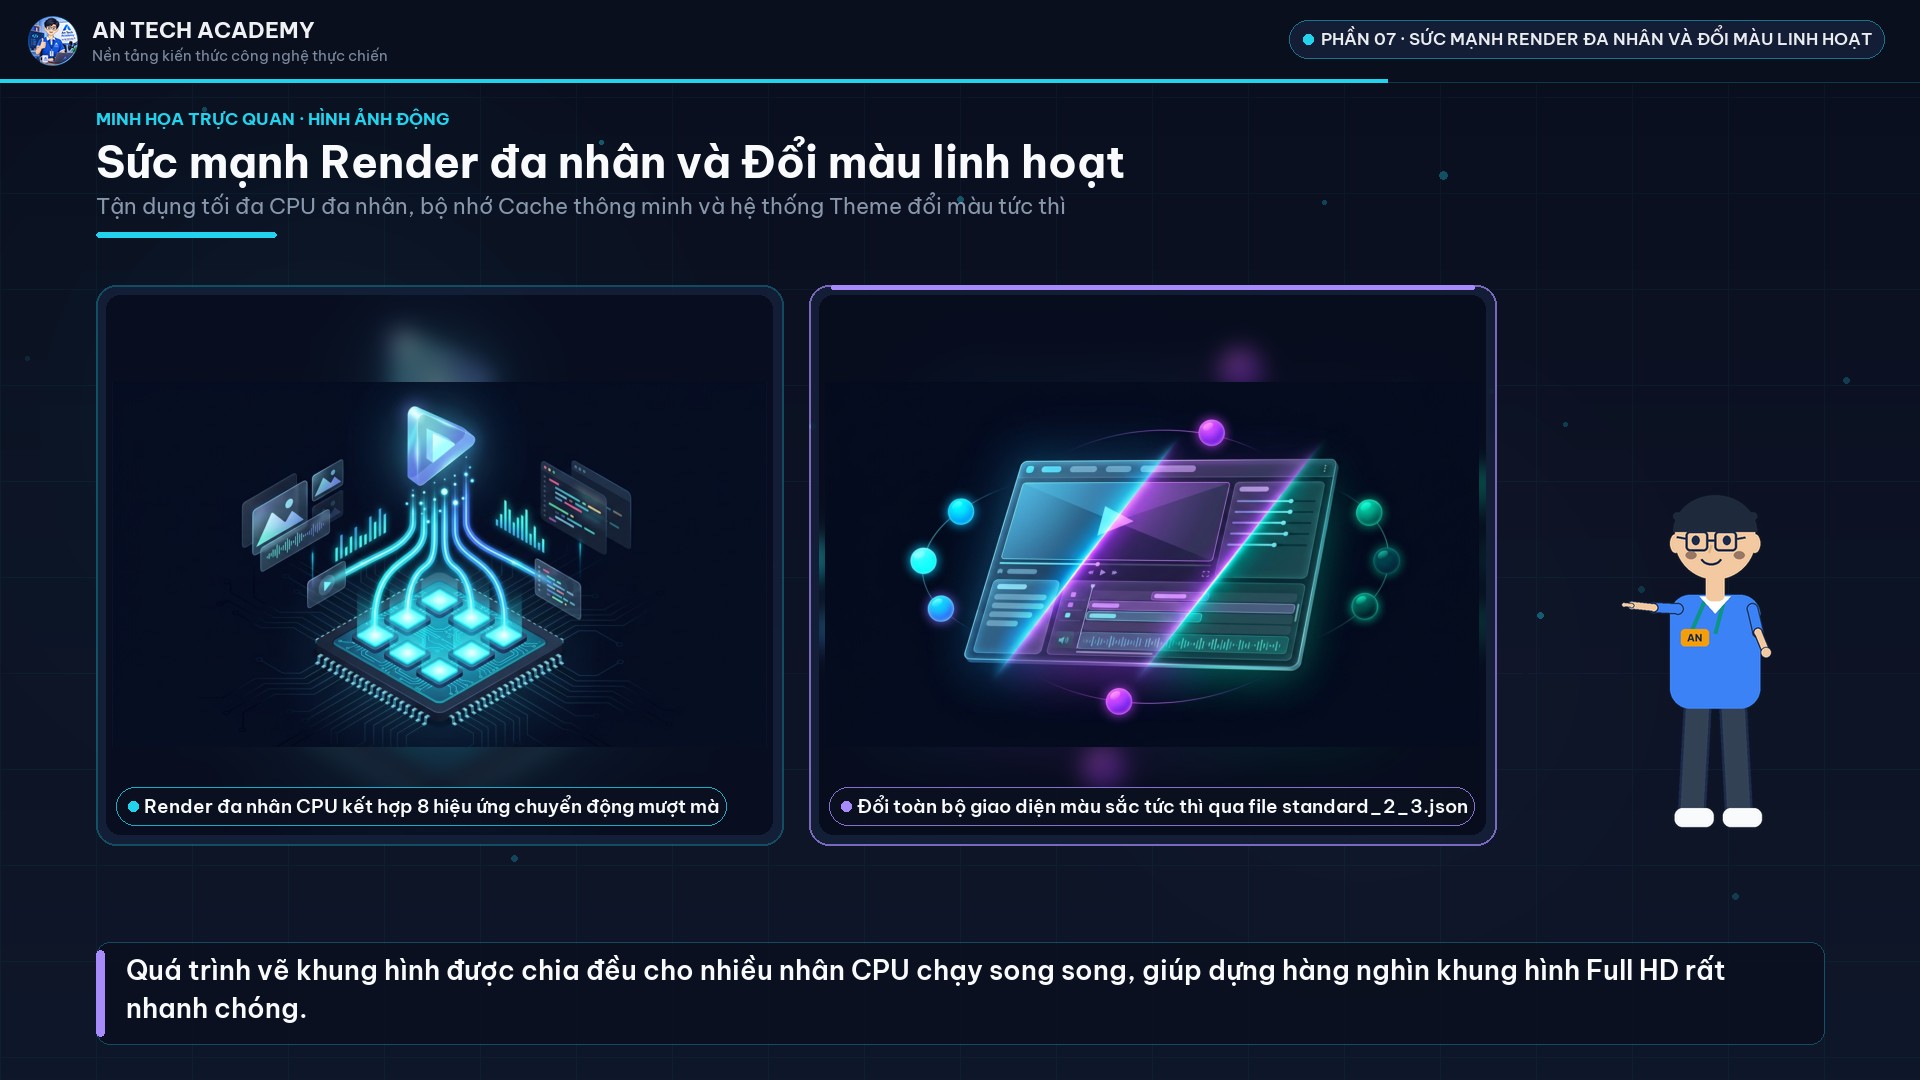 AN TECH ACADEMY
Nền tảng kiến thức công nghệ thực chiến
PHẦN 07 · SỨC MẠNH RENDER ĐA NHÂN VÀ ĐỔI MÀU LINH HOẠT
MINH HỌA TRỰC QUAN · HÌNH ẢNH ĐỘNG
Sức mạnh Render đa nhân và Đổi màu linh hoạt
Tận dụng tối đa CPU đa nhân, bộ nhớ Cache thông minh và hệ thống Theme đổi màu tức thì
Render đa nhân CPU kết hợp 8 hiệu ứng chuyển động mượt mà
Đổi toàn bộ giao diện màu sắc tức thì qua file standard_2_3.json
AN
Quá trình vẽ khung hình được chia đều cho nhiều nhân CPU chạy song song, giúp dựng hàng nghìn khung hình Full HD rất
nhanh chóng.